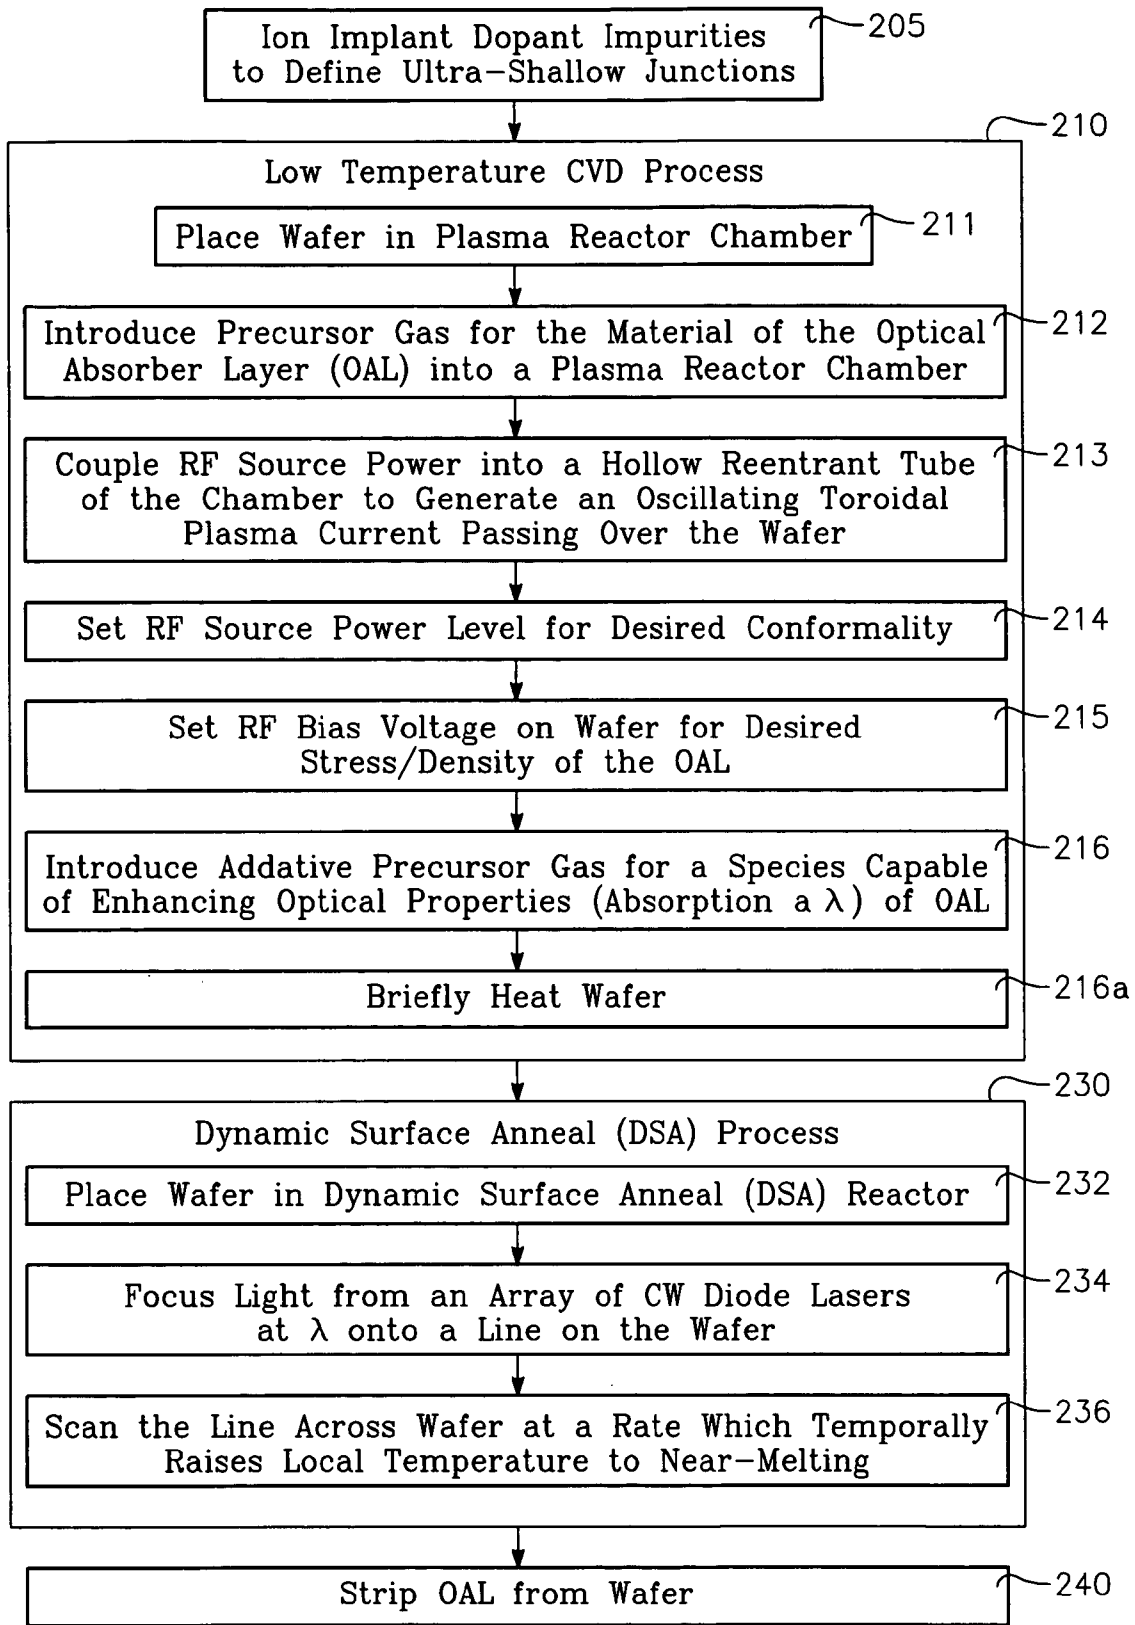 Ion Implant Dopant Impurities
to Define Ultra-Shallow Junctions
205
210
Low Temperature CVD Process
Place Wafer in Plasma Reactor Chamber
211
Introduce Precursor Gas for the Material of the Optical
Absorber Layer (OAL) into a Plasma Reactor Chamber
212
Couple RF Source Power into a Hollow Reentrant Tube
of the Chamber to Generate an Oscillating Toroidal
Plasma Current Passing Over the Wafer
213
Set RF Source Power Level for Desired Conformality
214
Set RF Bias Voltage on Wafer for Desired
Stress/Density of the OAL
215
Introduce Addative Precursor Gas for a Species Capable
of Enhancing Optical Properties (Absorption a λ) of OAL
216
Briefly Heat Wafer
216a
230
Dynamic Surface Anneal (DSA) Process
Place Wafer in Dynamic Surface Anneal (DSA) Reactor
232
Focus Light from an Array of CW Diode Lasers
at λ onto a Line on the Wafer
234
Scan the Line Across Wafer at a Rate Which Temporally
Raises Local Temperature to Near-Melting
236
Strip OAL from Wafer
240